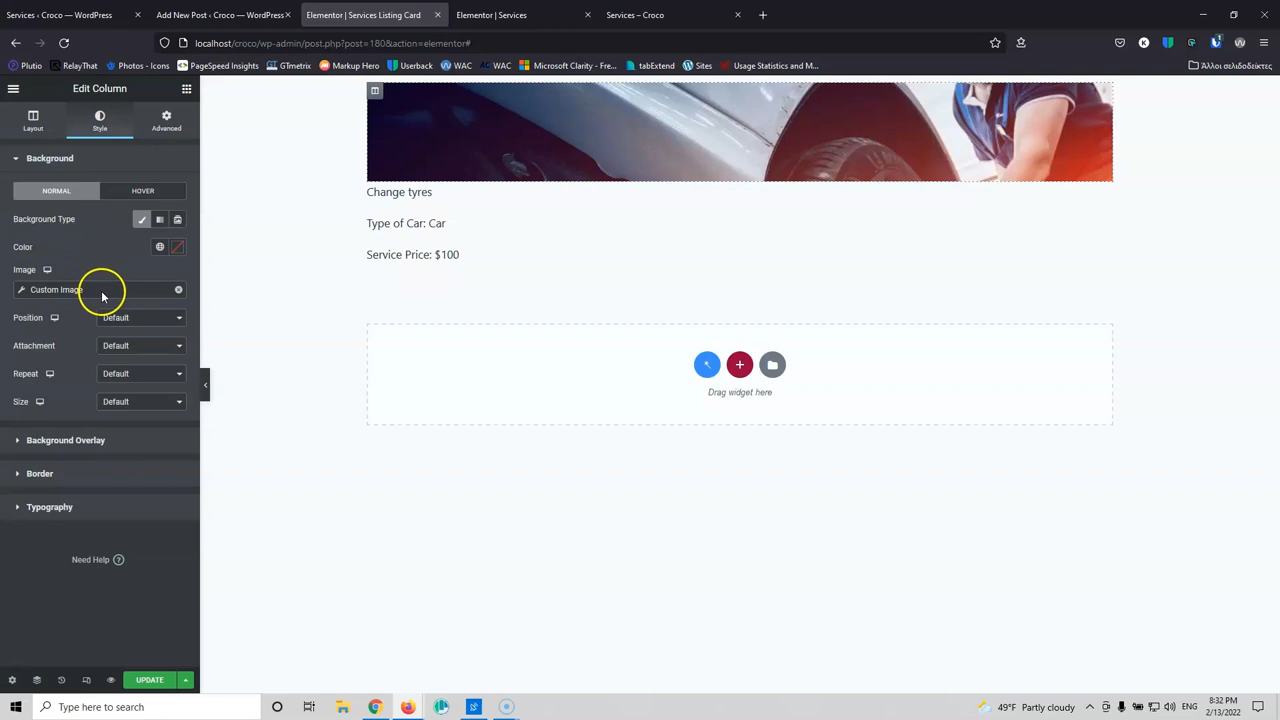 Services ‹ Croco — WordPress
Add New Post ‹ Croco — WordPress
Elementor | Services Listing Card
Elementor | Services
Services – Croco
localhost/croco/wp-admin/post.php?post=180&action=elementor#
Pluto
RelayThat
Photos - Icons
PageSpeed Insights
GTmetrix
Markup Hero
Userback
WAC
WAC
Microsoft Clarity - Fre...
tabExtend
Sites
Usage Statistics and M...
Άλλοι σελιδοδείκτες
Edit Column
Layout
Style
Advanced
Background
NORMAL
HOVER
Background Type
Color
Image
Custom Image
Position
Default
Attachment
Default
Repeat
Default
Default
Background Overlay
Border
Typography
Need Help
UPDATE
Change tyres
Type of Car: Car
Service Price: $100
Drag widget here
Type here to search
49°F Partly cloudy
ENG
8:32 PM
2/13/2022